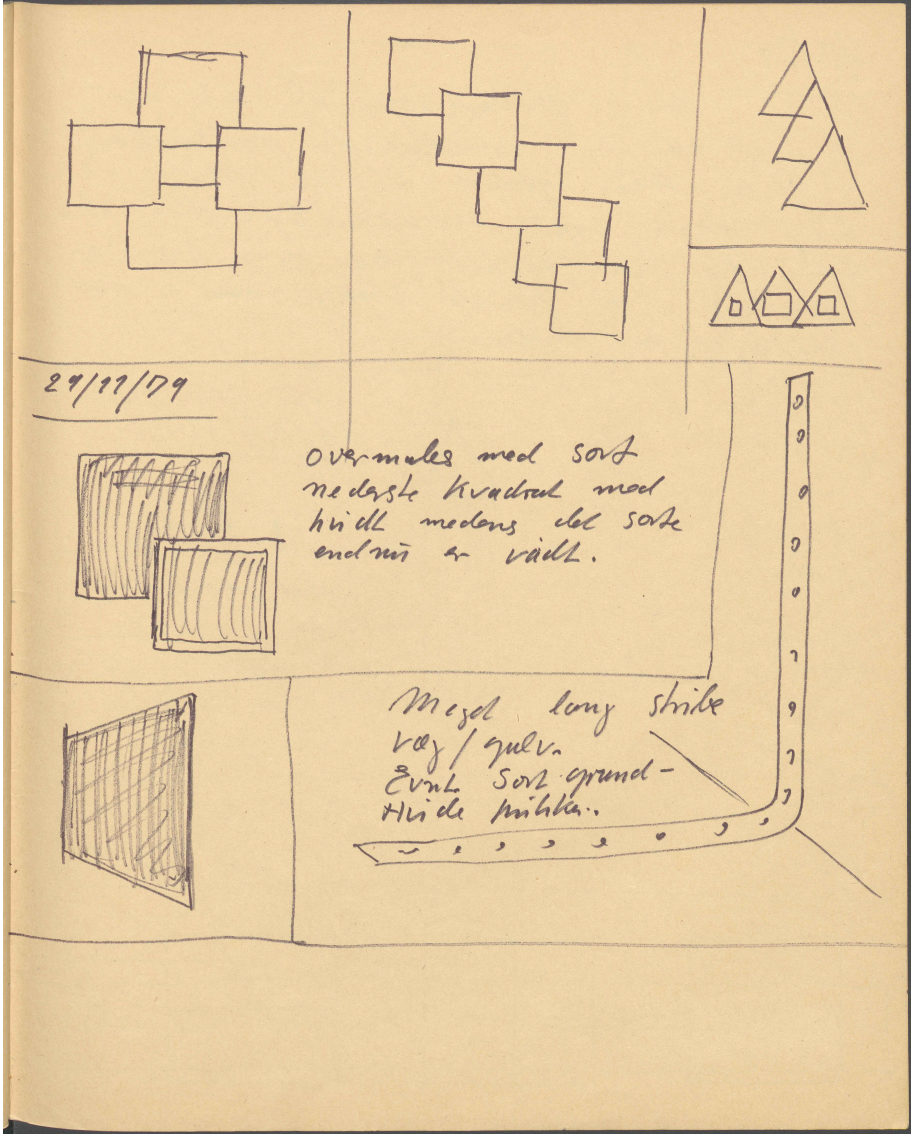 29/11/79
overmales med sort
nederste kvadrat med
hvidt medens det sorte
endnu er vådt.
Meget lang stribe
væg / gulv.
Evnt. Sort grund-
Hvide prikker..